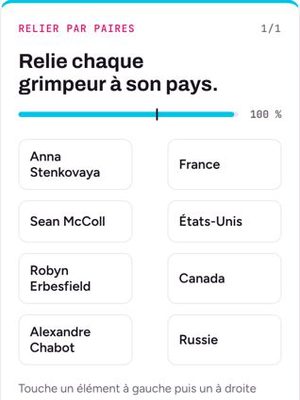 RELIER PAR PAIRES 1/1
Relie chaque
grimpeur à son pays.
100 %
Anna
Stenkovaya
France
Sean McColl
États-Unis
Robyn
Erbesfield
Canada
Alexandre
Chabot
Russie
Touche un élément à gauche puis un à droite